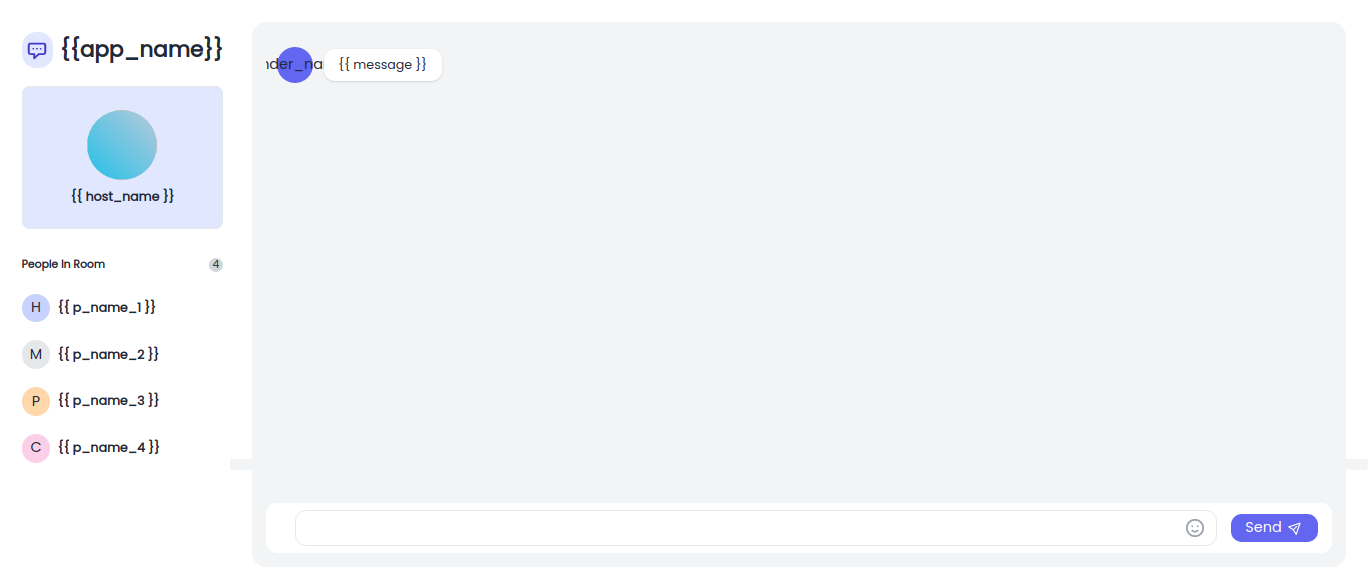 {{app_name}}
{{ host_name }}
People In Room 4
H {{ p_name_1 }}
M {{ p_name_2 }}
P {{ p_name_3 }}
C {{ p_name_4 }}
nder_na {{ message }}
Send